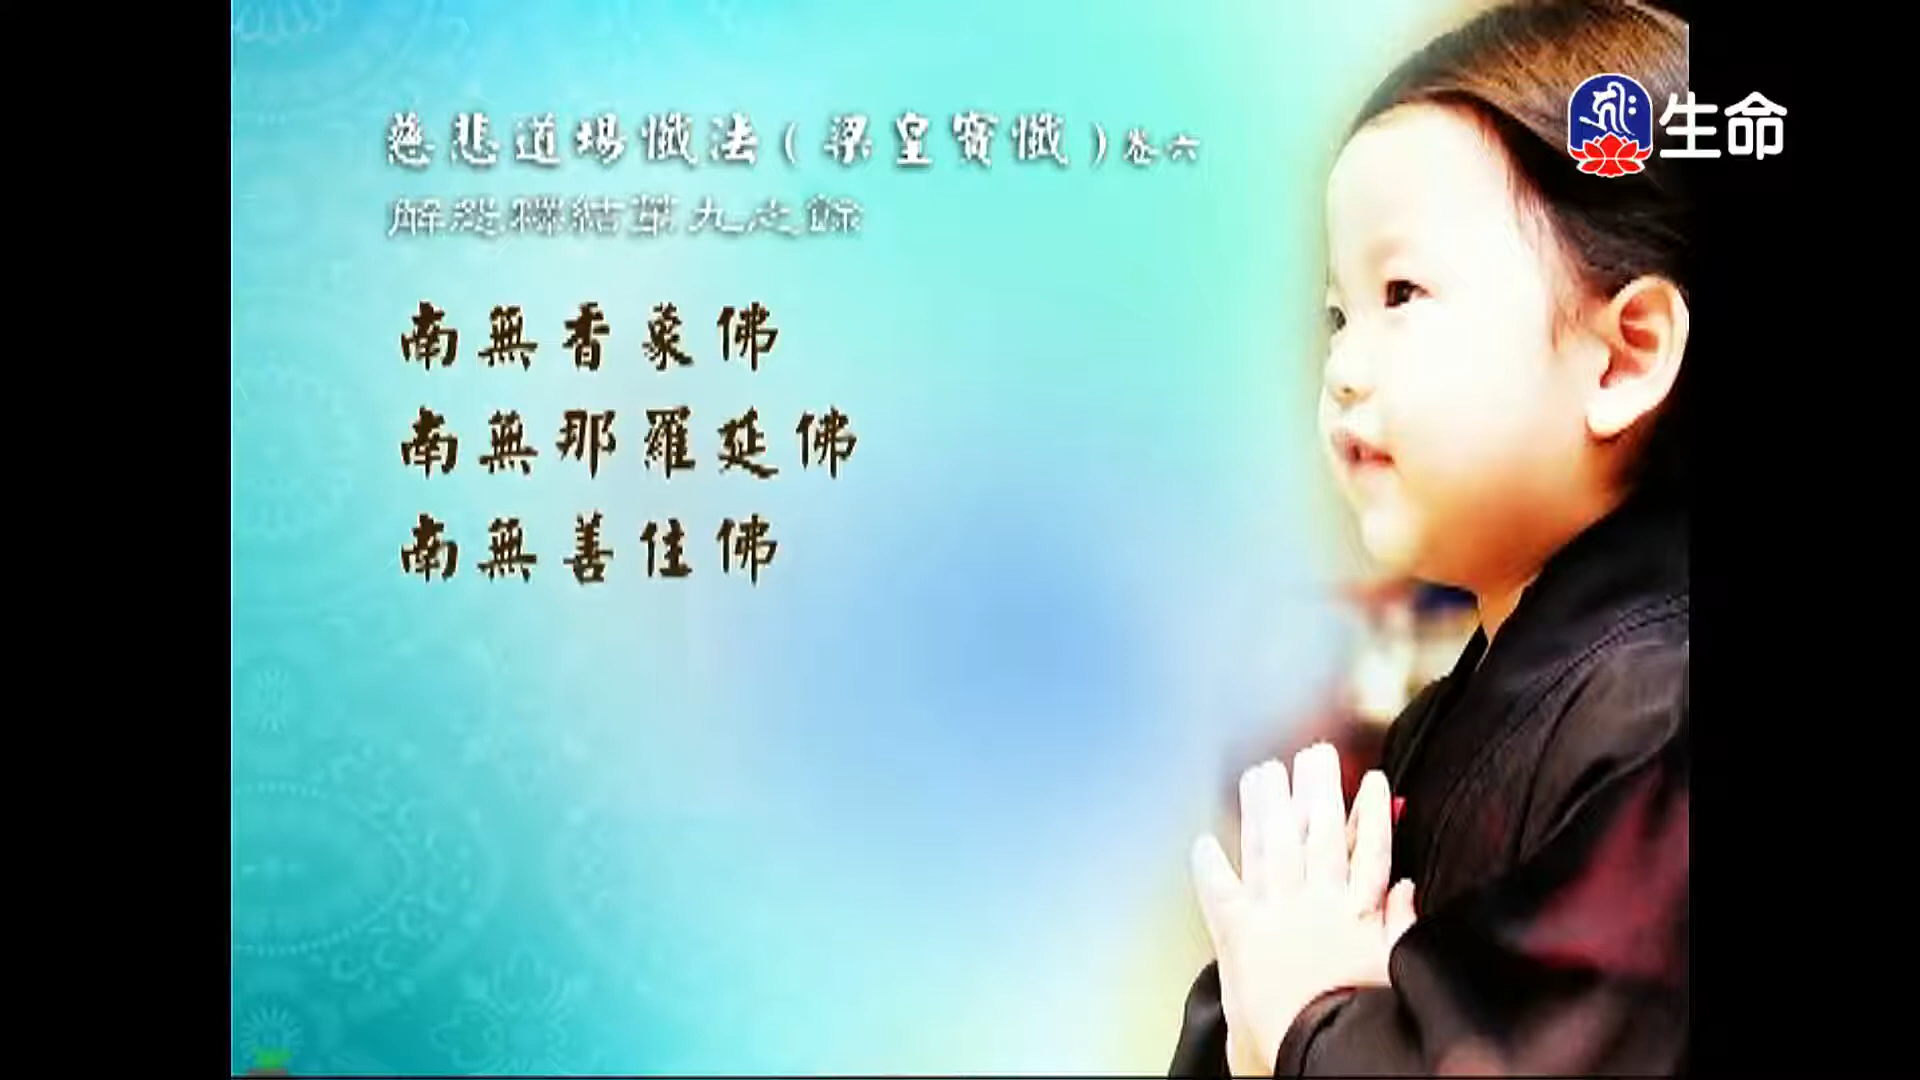 慈悲道場懺法(梁皇寶懺)卷六
解怨釋結第九之餘
南無香象佛
南無那羅延佛
南無善住佛
生命